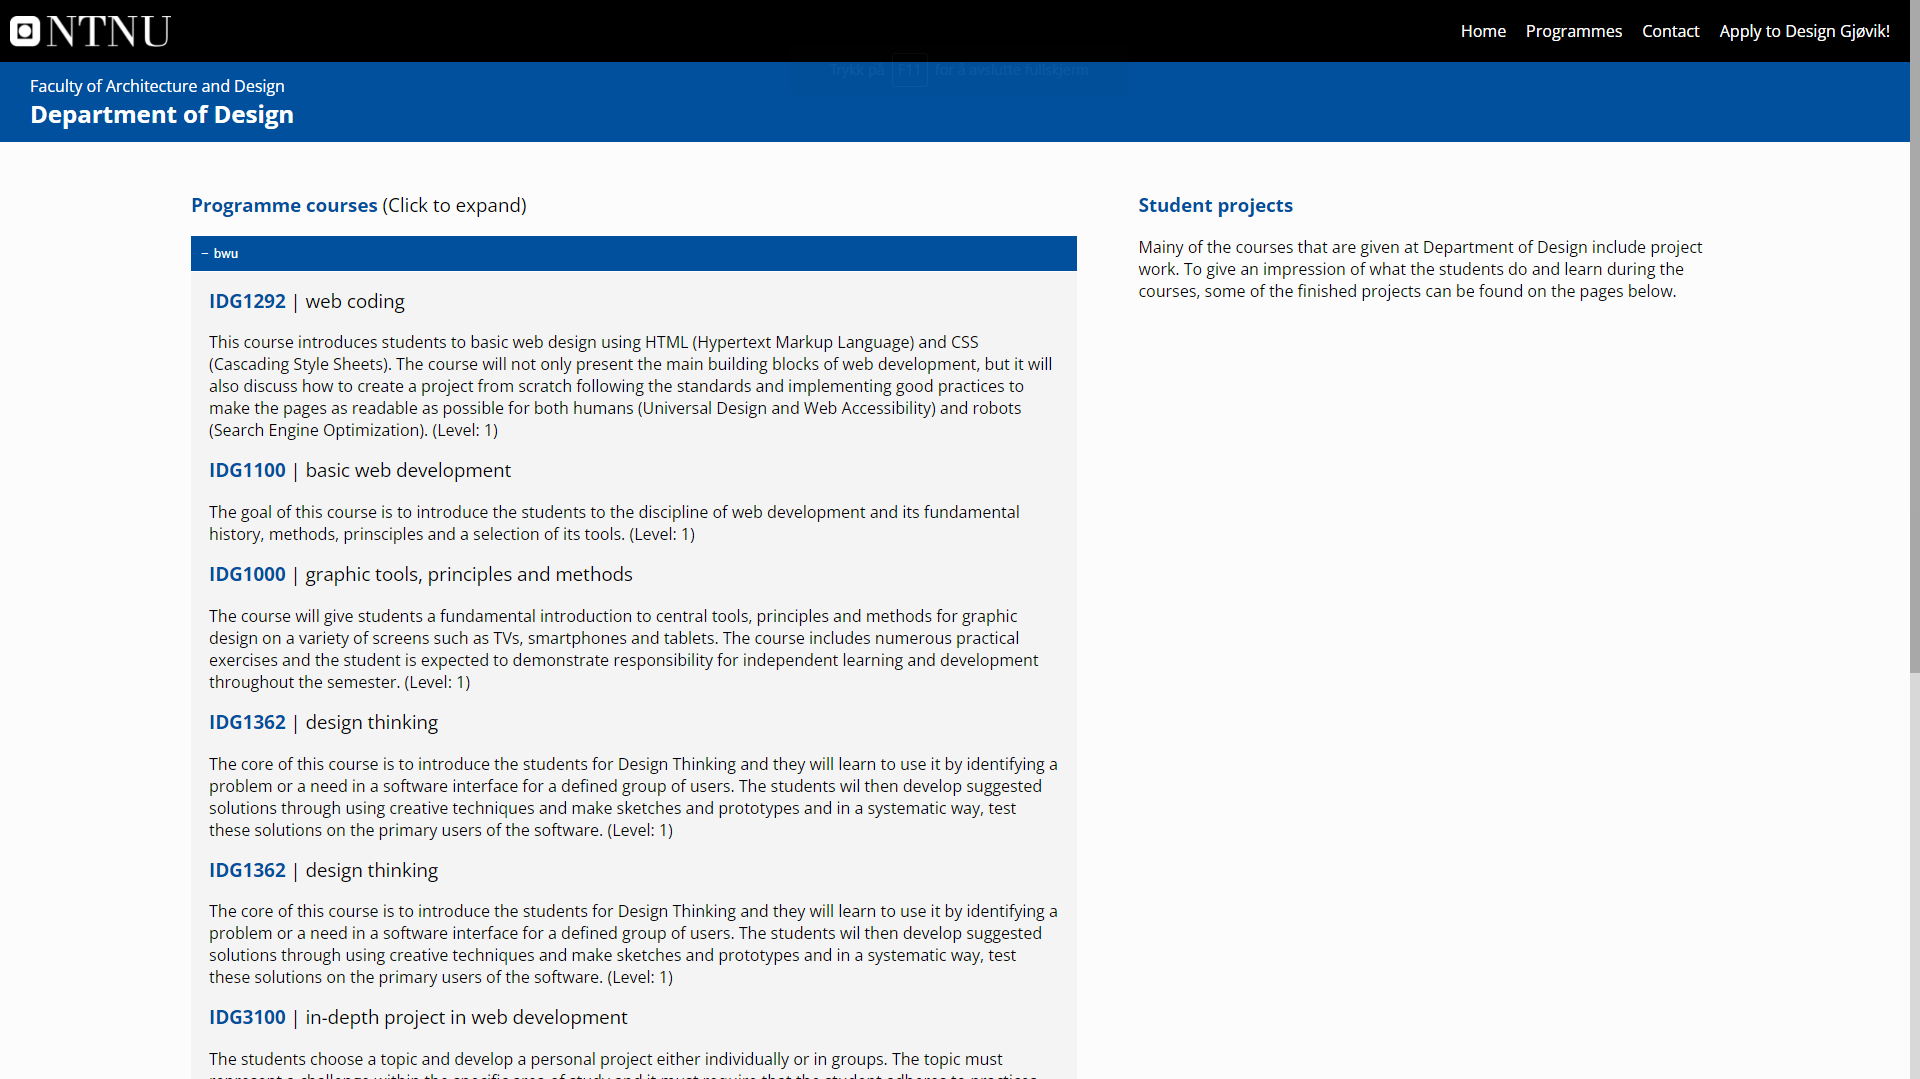 NTNU
Home Programmes Contact Apply to Design Gjøvik!
Trykk på F11 for å avslutte fullskjerm
Faculty of Architecture and Design
Department of Design
Programme courses (Click to expand)
– bwu
IDG1292 | web coding
This course introduces students to basic web design using HTML (Hypertext Markup Language) and CSS
(Cascading Style Sheets). The course will not only present the main building blocks of web development, but it will
also discuss how to create a project from scratch following the standards and implementing good practices to
make the pages as readable as possible for both humans (Universal Design and Web Accessibility) and robots
(Search Engine Optimization). (Level: 1)
IDG1100 | basic web development
The goal of this course is to introduce the students to the discipline of web development and its fundamental
history, methods, prinsciples and a selection of its tools. (Level: 1)
IDG1000 | graphic tools, principles and methods
The course will give students a fundamental introduction to central tools, principles and methods for graphic
design on a variety of screens such as TVs, smartphones and tablets. The course includes numerous practical
exercises and the student is expected to demonstrate responsibility for independent learning and development
throughout the semester. (Level: 1)
IDG1362 | design thinking
The core of this course is to introduce the students for Design Thinking and they will learn to use it by identifying a
problem or a need in a software interface for a defined group of users. The students wil then develop suggested
solutions through using creative techniques and make sketches and prototypes and in a systematic way, test
these solutions on the primary users of the software. (Level: 1)
IDG1362 | design thinking
The core of this course is to introduce the students for Design Thinking and they will learn to use it by identifying a
problem or a need in a software interface for a defined group of users. The students wil then develop suggested
solutions through using creative techniques and make sketches and prototypes and in a systematic way, test
these solutions on the primary users of the software. (Level: 1)
IDG3100 | in-depth project in web development
The students choose a topic and develop a personal project either individually or in groups. The topic must
represent a challenge within the specific area of study and it must require that the student adheres to practices
Student projects
Mainy of the courses that are given at Department of Design include project
work. To give an impression of what the students do and learn during the
courses, some of the finished projects can be found on the pages below.